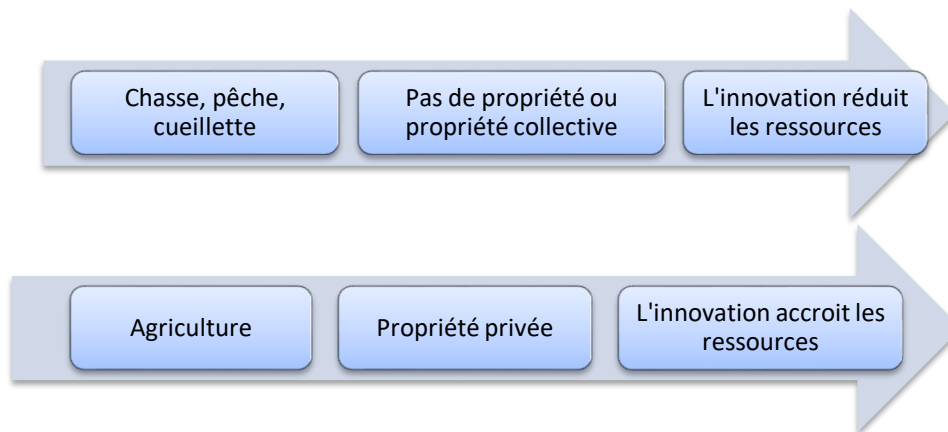 Chasse, pêche,
cueillette
Pas de propriété ou
propriété collective
L'innovation réduit
les ressources
Agriculture
Propriété privée
L'innovation accroit les
ressources